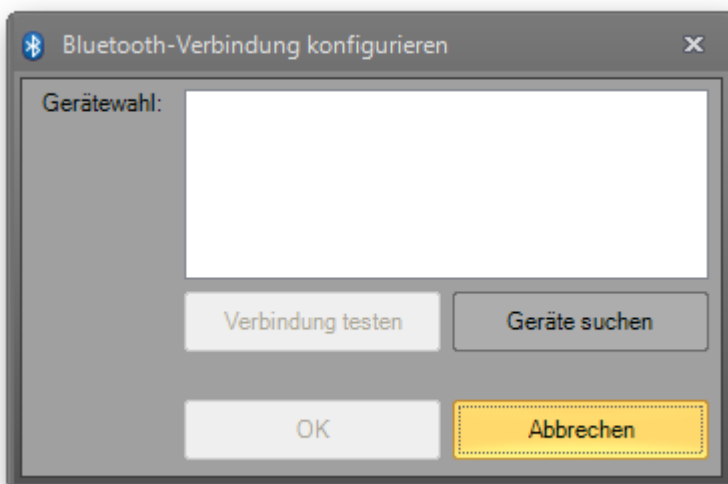 Bluetooth-Verbindung konfigurieren
Gerätewahl:
Verbindung testen
Geräte suchen
OK
Abbrechen